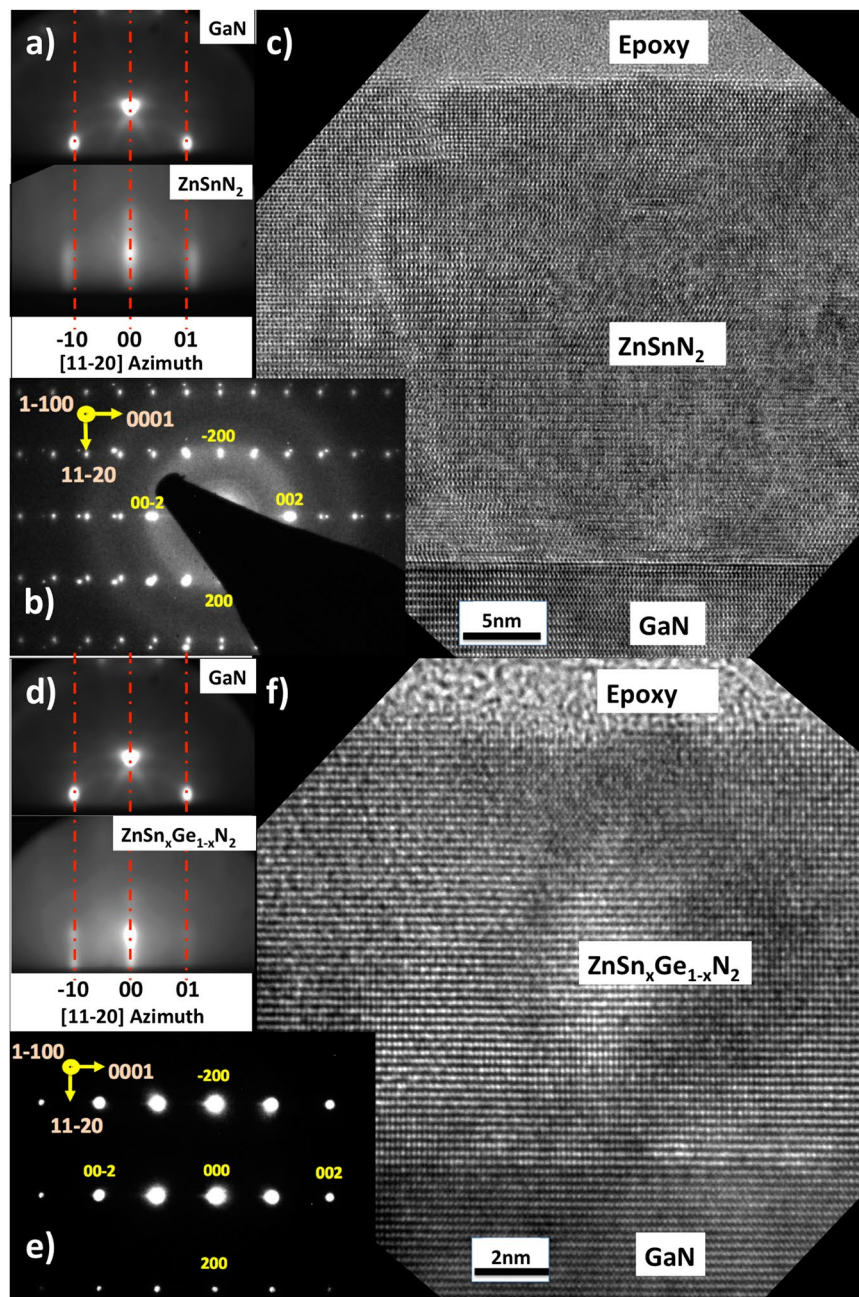 a)
GaN
ZnSnN₂
-10 00 01
[11-20] Azimuth
b)
1-100
0001
11-20
-200
00-2
002
200
c)
Epoxy
ZnSnN₂
5nm
GaN
d)
GaN
ZnSnₓGe₁₋ₓN₂
-10 00 01
[11-20] Azimuth
e)
1-100
0001
11-20
-200
00-2
000
002
200
f)
Epoxy
ZnSnₓGe₁₋ₓN₂
2nm
GaN